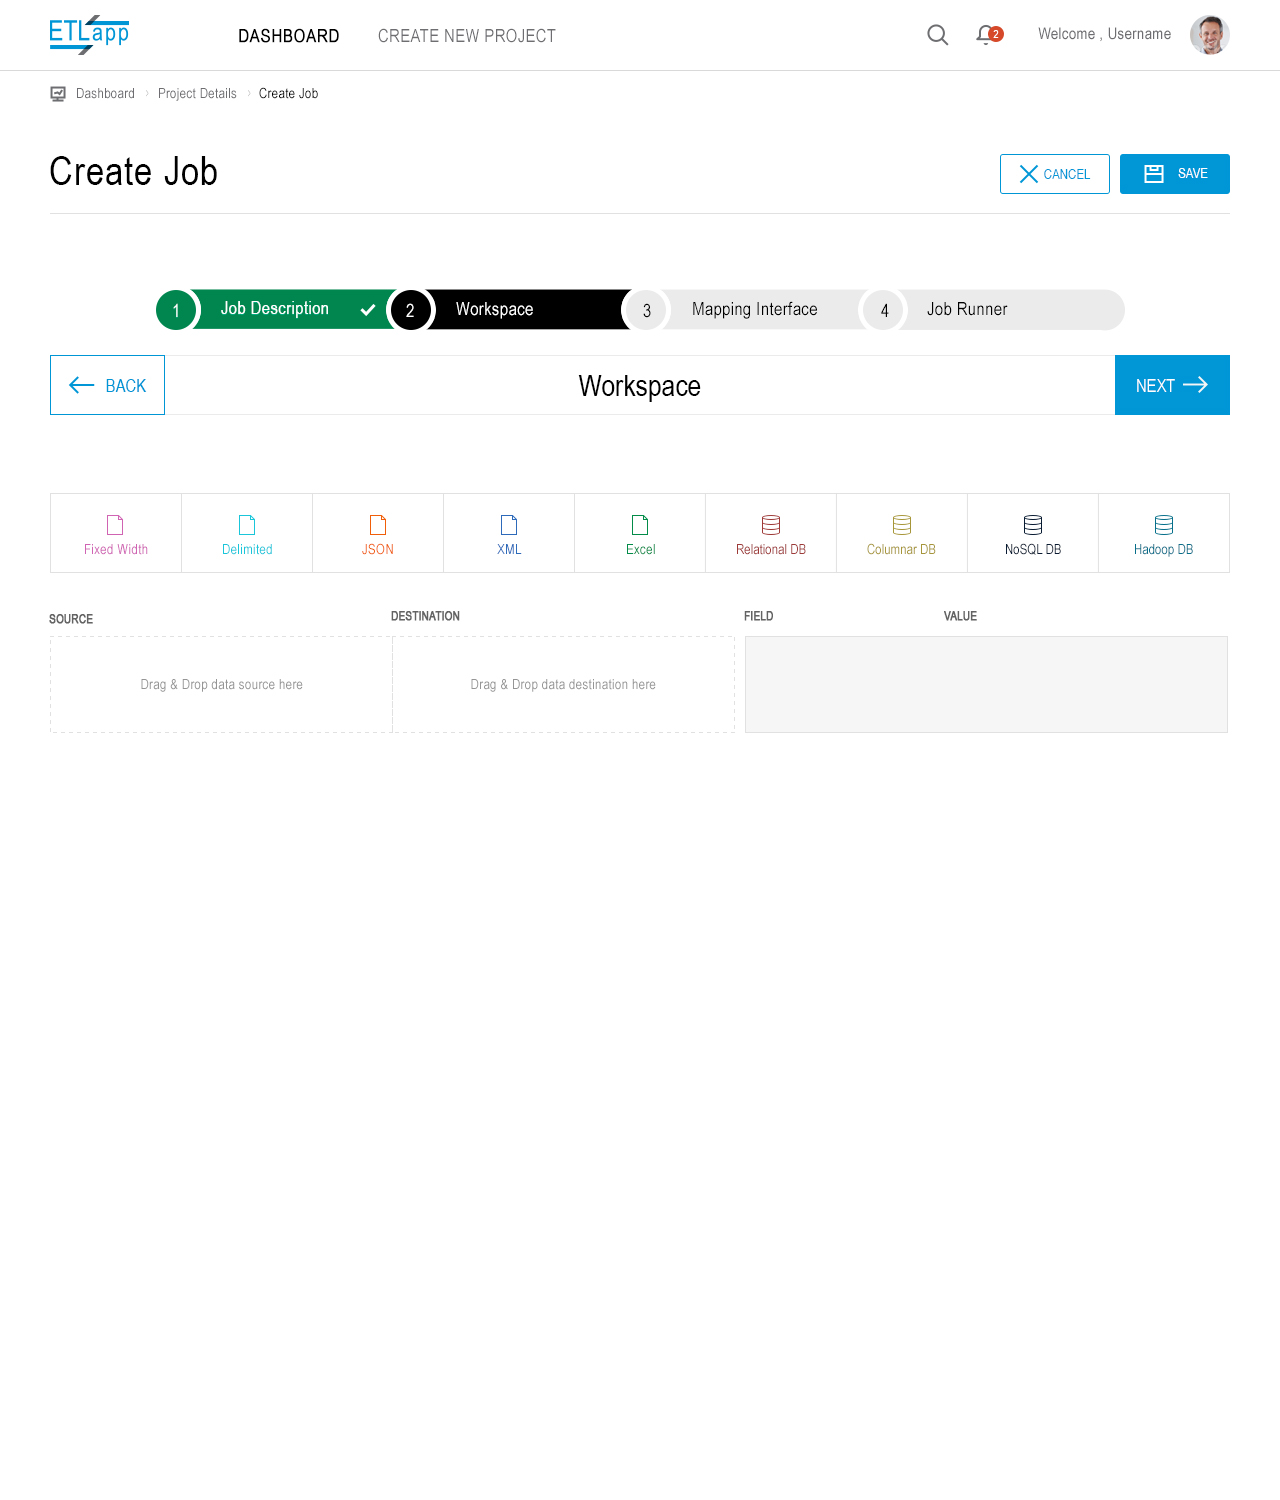 ETLapp
DASHBOARD
CREATE NEW PROJECT
2
Welcome , Username
Dashboard
Project Details
Create Job
Create Job
CANCEL
SAVE
1
Job Description
2
Workspace
3
Mapping Interface
4
Job Runner
BACK
Workspace
NEXT
Fixed Width
Delimited
JSON
XML
Excel
Relational DB
Columnar DB
NoSQL DB
Hadoop DB
SOURCE
DESTINATION
FIELD
VALUE
Drag & Drop data source here
Drag & Drop data destination here